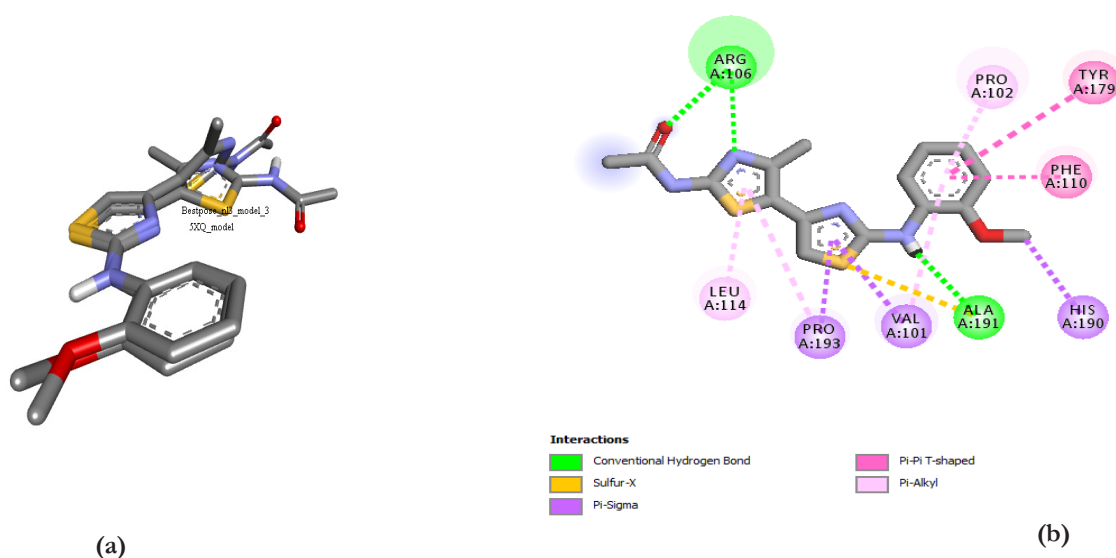 Bestpose_nl3_model_3
5XQ_model
ARG
A:106
PRO
A:102
TYR
A:179
PHE
A:110
LEU
A:114
PRO
A:193
VAL
A:101
ALA
A:191
HIS
A:190
Interactions
Conventional Hydrogen Bond
Sulfur-X
Pi-Sigma
Pi-Pi T-shaped
Pi-Alkyl
(a)
(b)